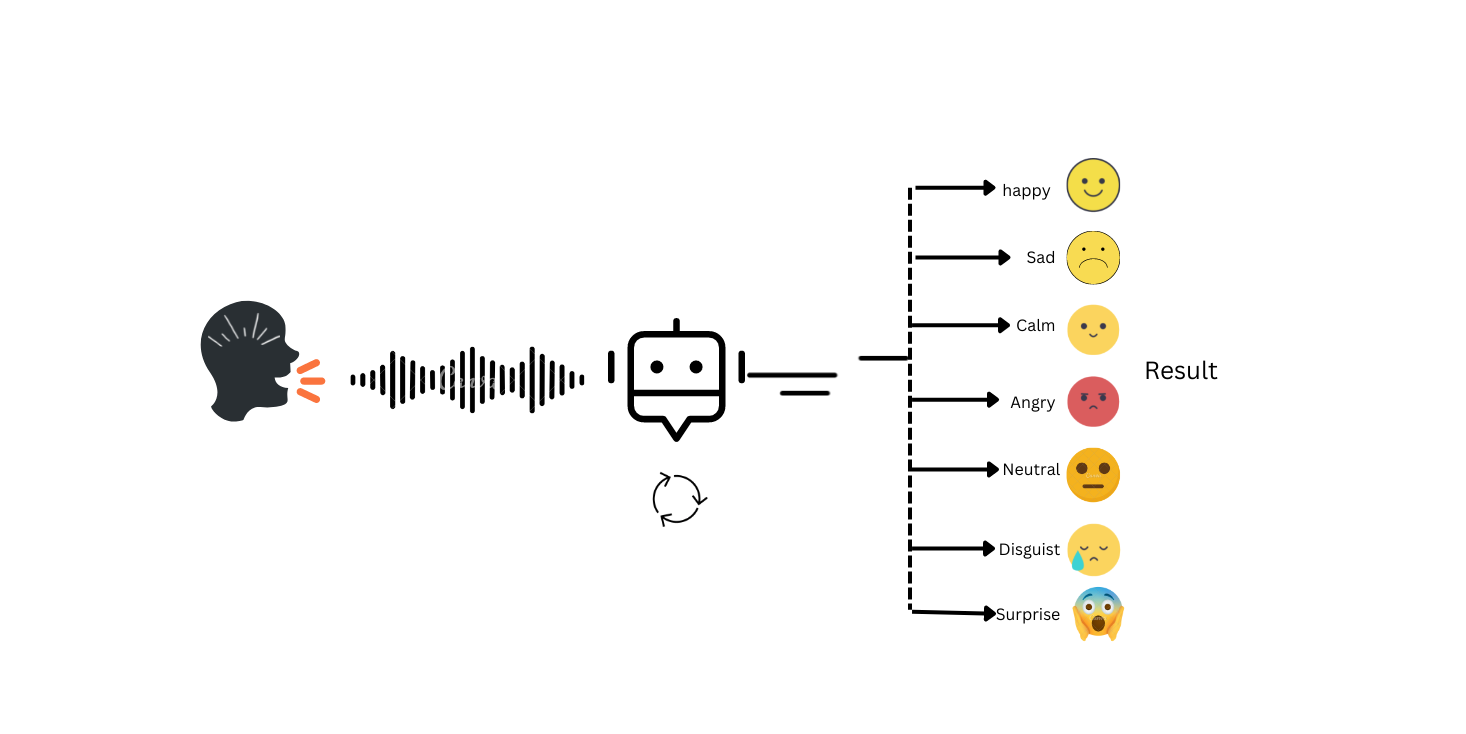 happy
Sad
Calm
Angry
Result
Neutral
Disguist
Surprise